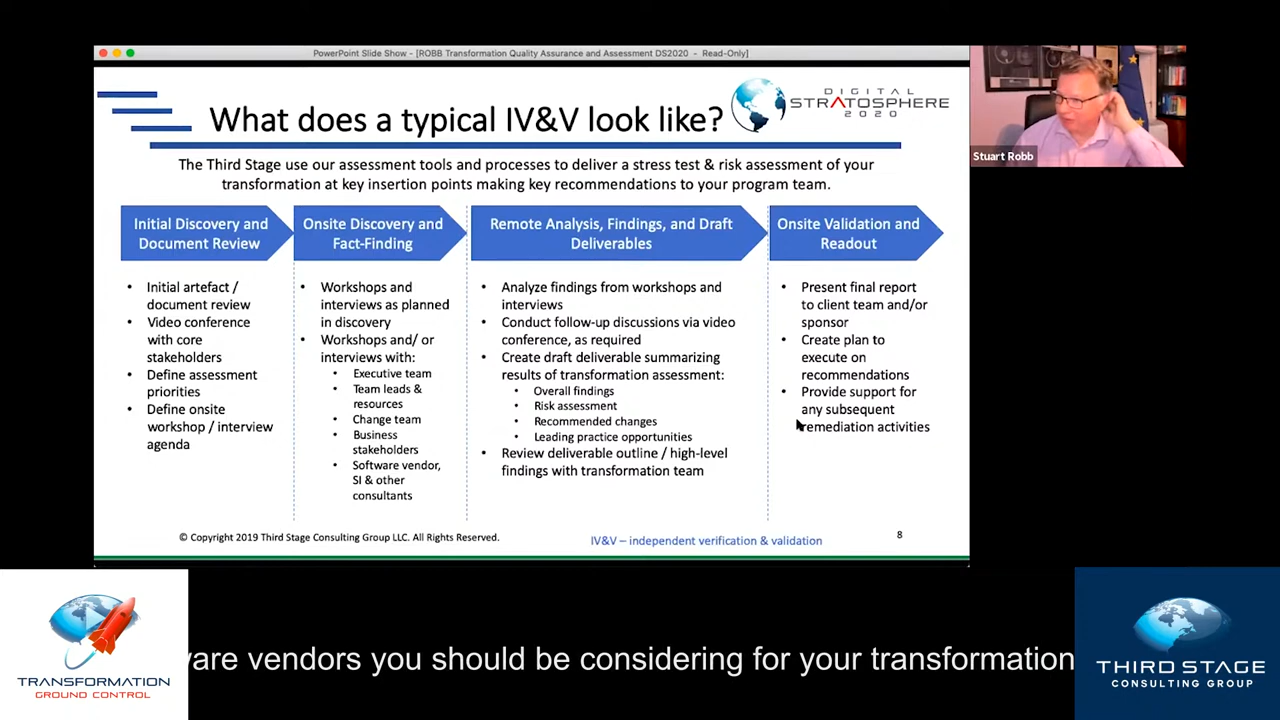 PowerPoint Slide Show - [ROBB Transformation Quality Assurance and Assessment DS2020 - Read-Only]
What does a typical IV&V look like?
DIGITAL
STRATOSPHERE
2020
Stuart Robb
The Third Stage use our assessment tools and processes to deliver a stress test & risk assessment of your
transformation at key insertion points making key recommendations to your program team.
Initial Discovery and
Document Review
• Initial artefact /
document review
• Video conference
with core
stakeholders
• Define assessment
priorities
• Define onsite
workshop / interview
agenda
Onsite Discovery and
Fact-Finding
• Workshops and
interviews as planned
in discovery
• Workshops and/ or
interviews with:
• Executive team
• Team leads &
resources
• Change team
• Business
stakeholders
• Software vendor,
SI & other
consultants
Remote Analysis, Findings, and Draft
Deliverables
• Analyze findings from workshops and
interviews
• Conduct follow-up discussions via video
conference, as required
• Create draft deliverable summarizing
results of transformation assessment:
• Overall findings
• Risk assessment
• Recommended changes
• Leading practice opportunities
• Review deliverable outline / high-level
findings with transformation team
Onsite Validation and
Readout
• Present final report
to client team and/or
sponsor
• Create plan to
execute on
recommendations
• Provide support for
any subsequent
remediation activities
© Copyright 2019 Third Stage Consulting Group LLC. All Rights Reserved.
IV&V – independent verification & validation
8
TRANSFORMATION
GROUND CONTROL
ware vendors you should be considering for your transformation
THIRD STAGE
CONSULTING GROUP